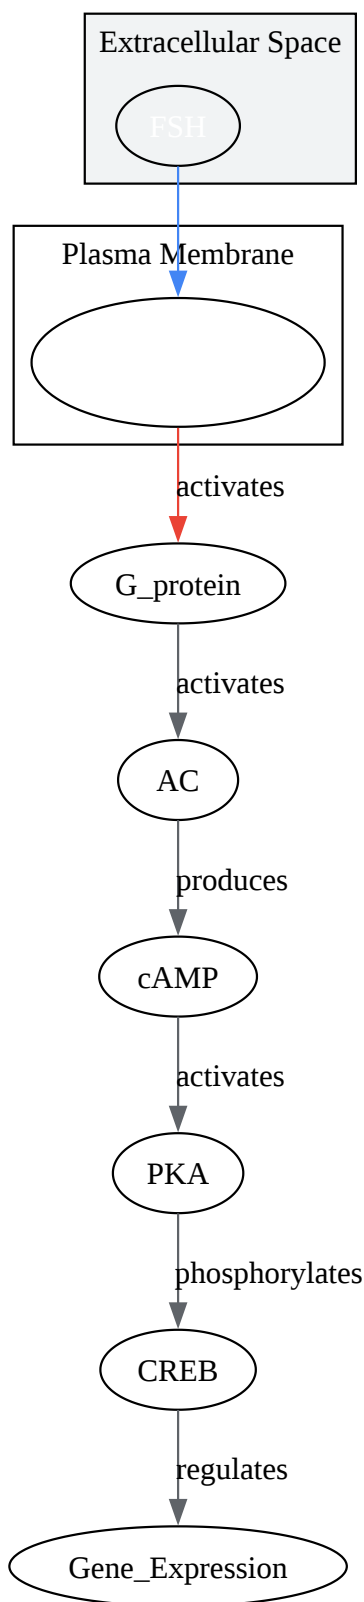 Extracellular Space
FSH
Plasma Membrane
activates
G_protein
activates
AC
produces
cAMP
activates
PKA
phosphorylates
CREB
regulates
Gene_Expression